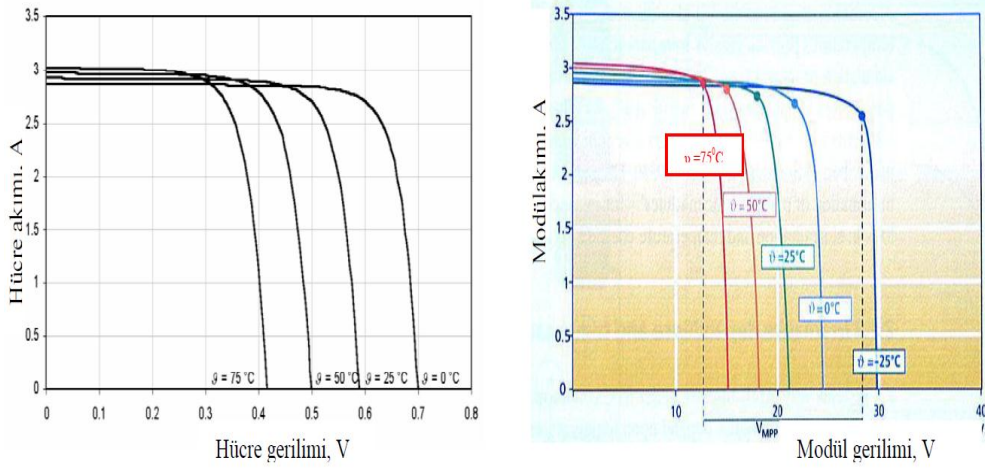 3.5
3
2.5
2
1.5
1
0.5
0
Hücre akımı. A
ϑ = 75 °C
ϑ = 50 °C
ϑ = 25 °C
ϑ = 0 °C
0 0.1 0.2 0.3 0.4 0.5 0.6 0.7 0.8
Hücre gerilimi, V
3.5
3
2.5
2
1.5
1
0.5
0
Modülakımı. A
υ =75⁰C
ϑ = 50°C
ϑ =25°C
ϑ =0°C
ϑ =-25°C
10 20 30 40
VMPP
Modül gerilimi, V